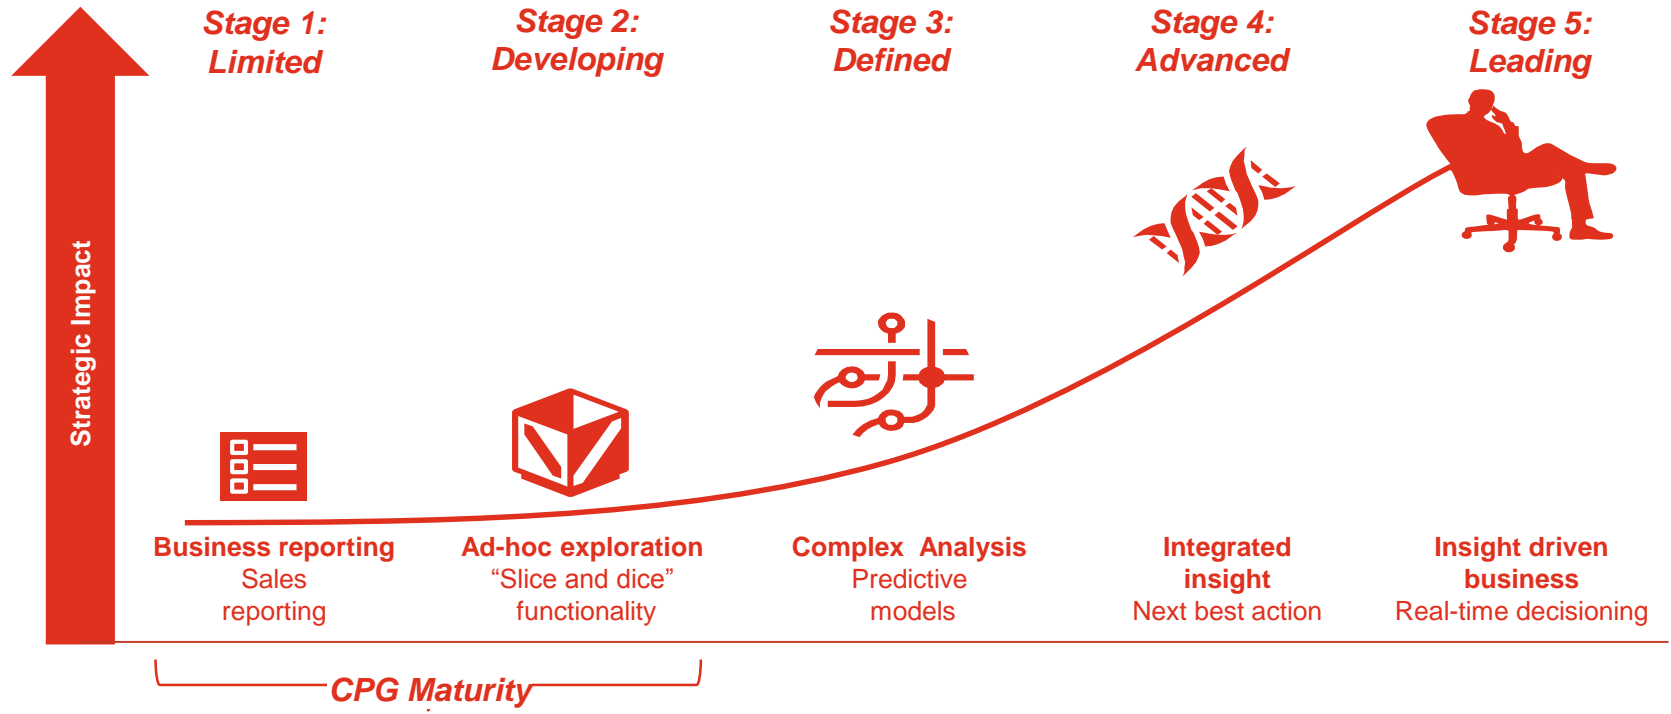 Stage 1:
Limited
Stage 2:
Developing
Stage 3:
Defined
Stage 4:
Advanced
Stage 5:
Leading
Strategic Impact
Business reporting
Sales
reporting
Ad-hoc exploration
“Slice and dice”
functionality
Complex Analysis
Predictive
models
Integrated
insight
Next best action
Insight driven
business
Real-time decisioning
CPG Maturity